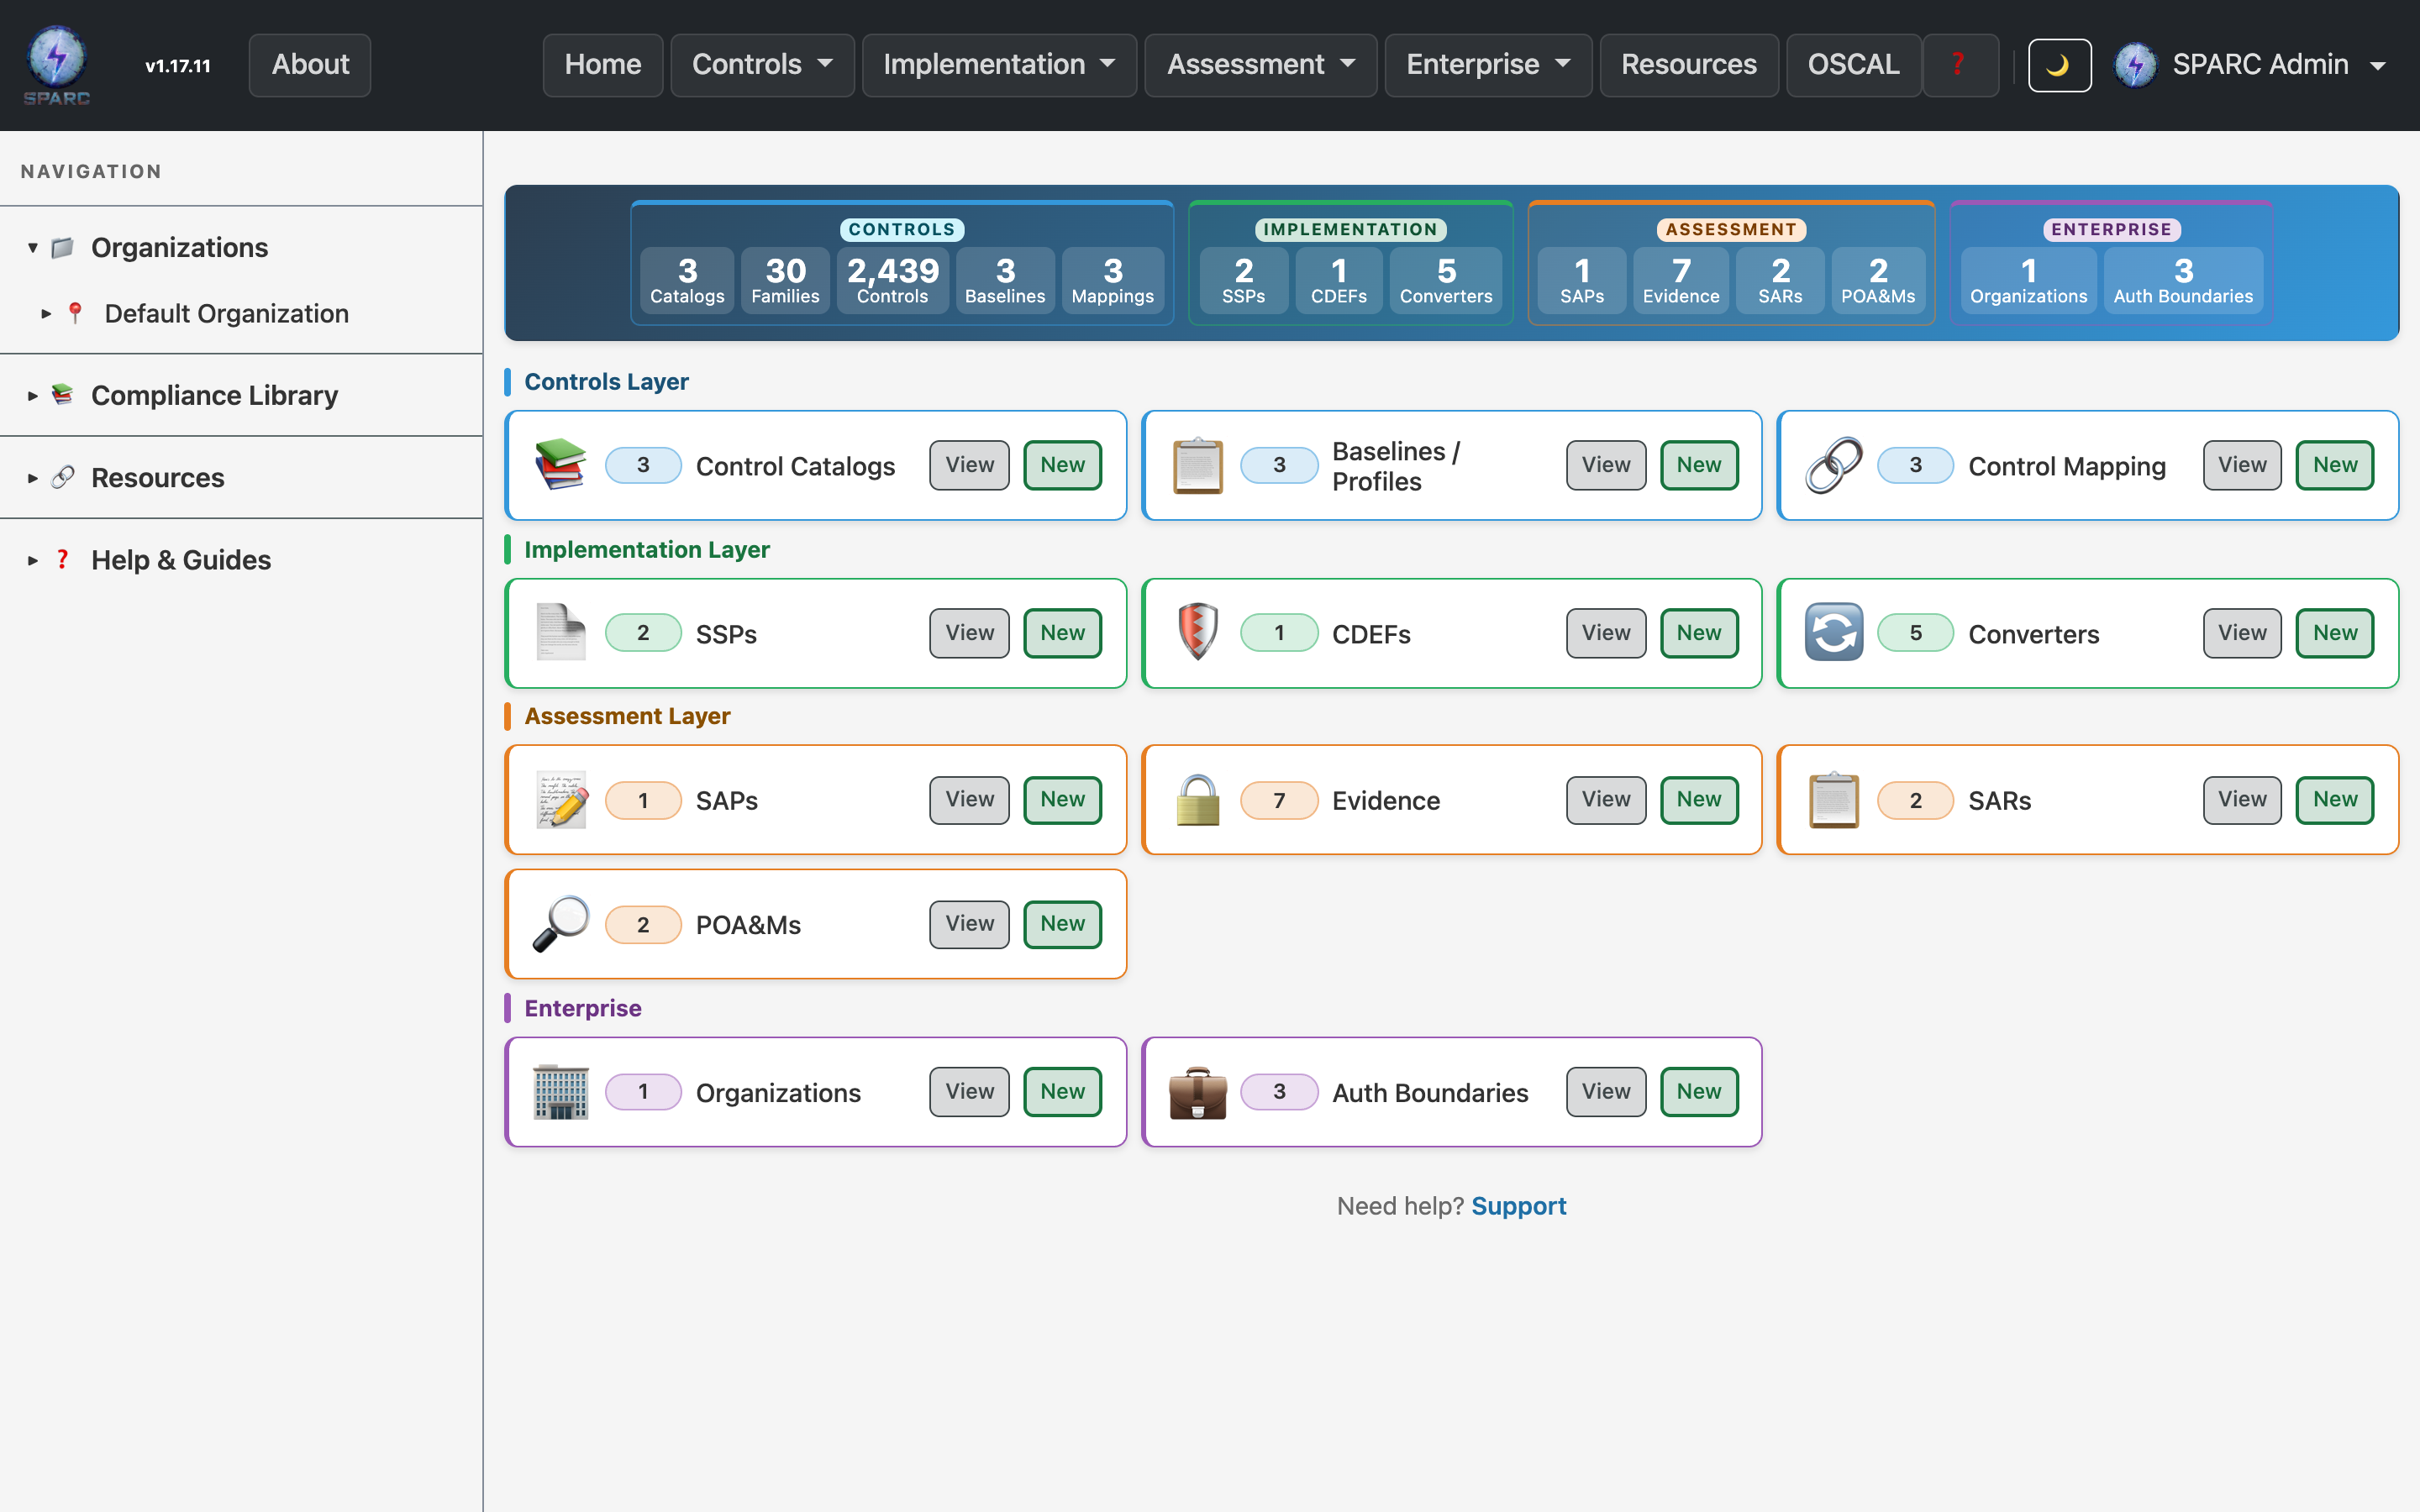 SPARC
v1.17.11
About
Home
Controls
Implementation
Assessment
Enterprise
Resources
OSCAL
SPARC Admin
NAVIGATION
Organizations
Default Organization
Compliance Library
Resources
Help & Guides
CONTROLS
3 30 2,439 3 3
Catalogs Families Controls Baselines Mappings
IMPLEMENTATION
2 1 5
SSPs CDEFs Converters
ASSESSMENT
1 7 2 2
SAPs Evidence SARs POA&Ms
ENTERPRISE
1 3
Organizations Auth Boundaries
Controls Layer
3 Control Catalogs View New
3 Baselines / Profiles View New
3 Control Mapping View New
Implementation Layer
2 SSPs View New
1 CDEFs View New
5 Converters View New
Assessment Layer
1 SAPs View New
7 Evidence View New
2 SARs View New
2 POA&Ms View New
Enterprise
1 Organizations View New
3 Auth Boundaries View New
Need help? Support